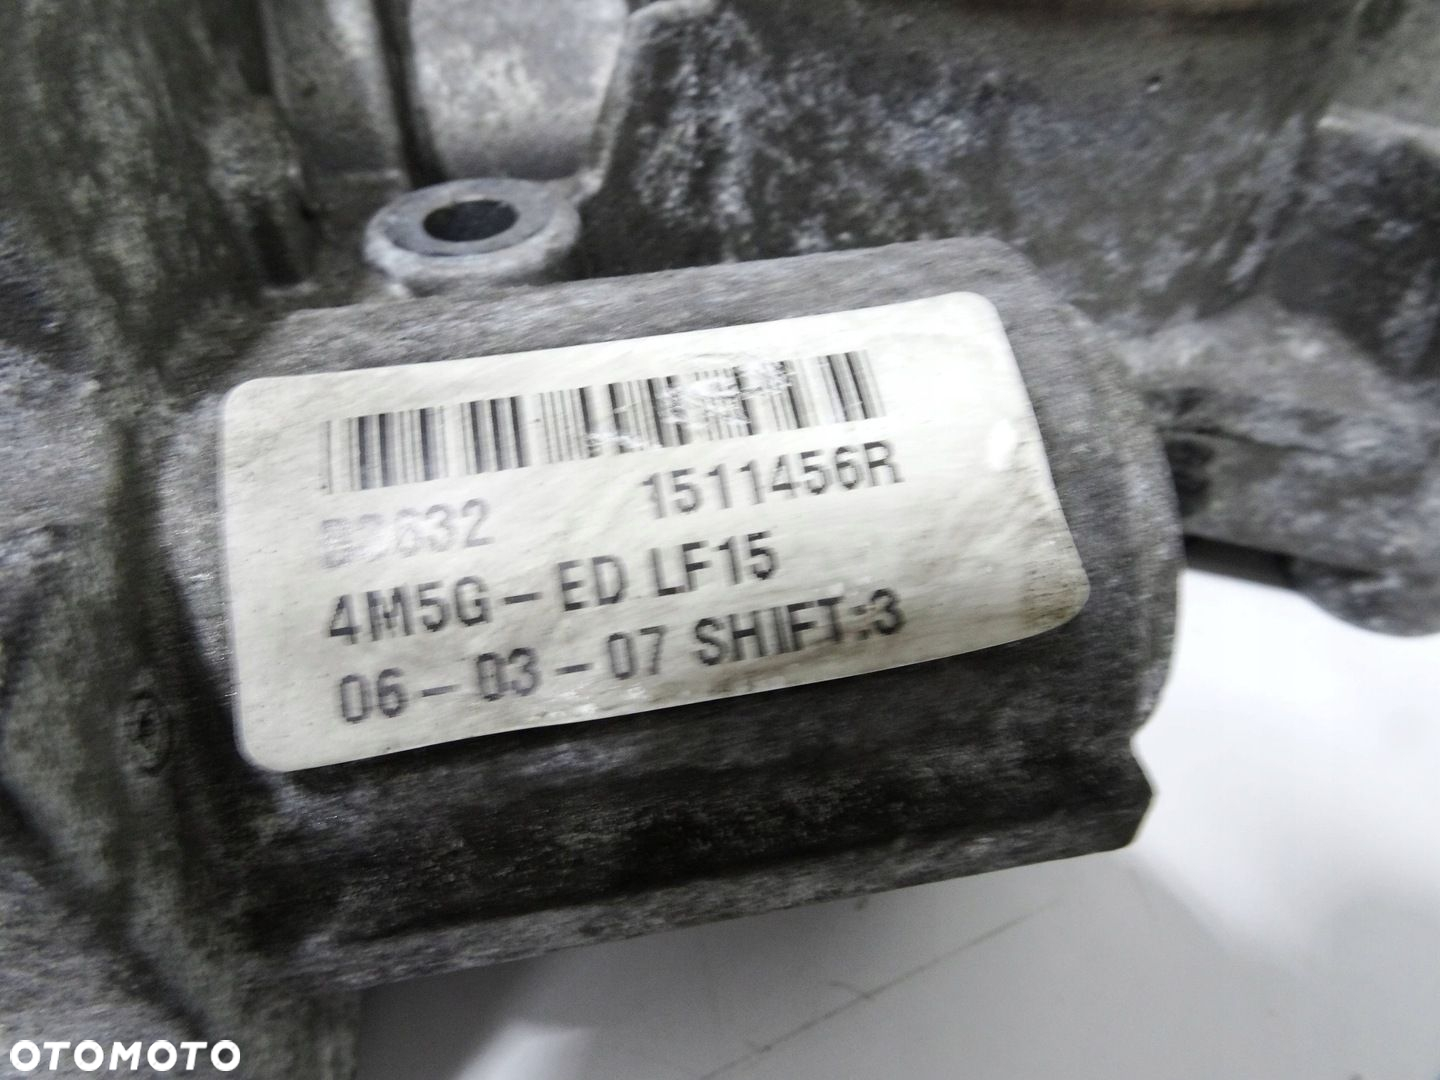 1511456R
4M5G-ED LF15
06-03-07 SHIFT:3
OTOMOTO